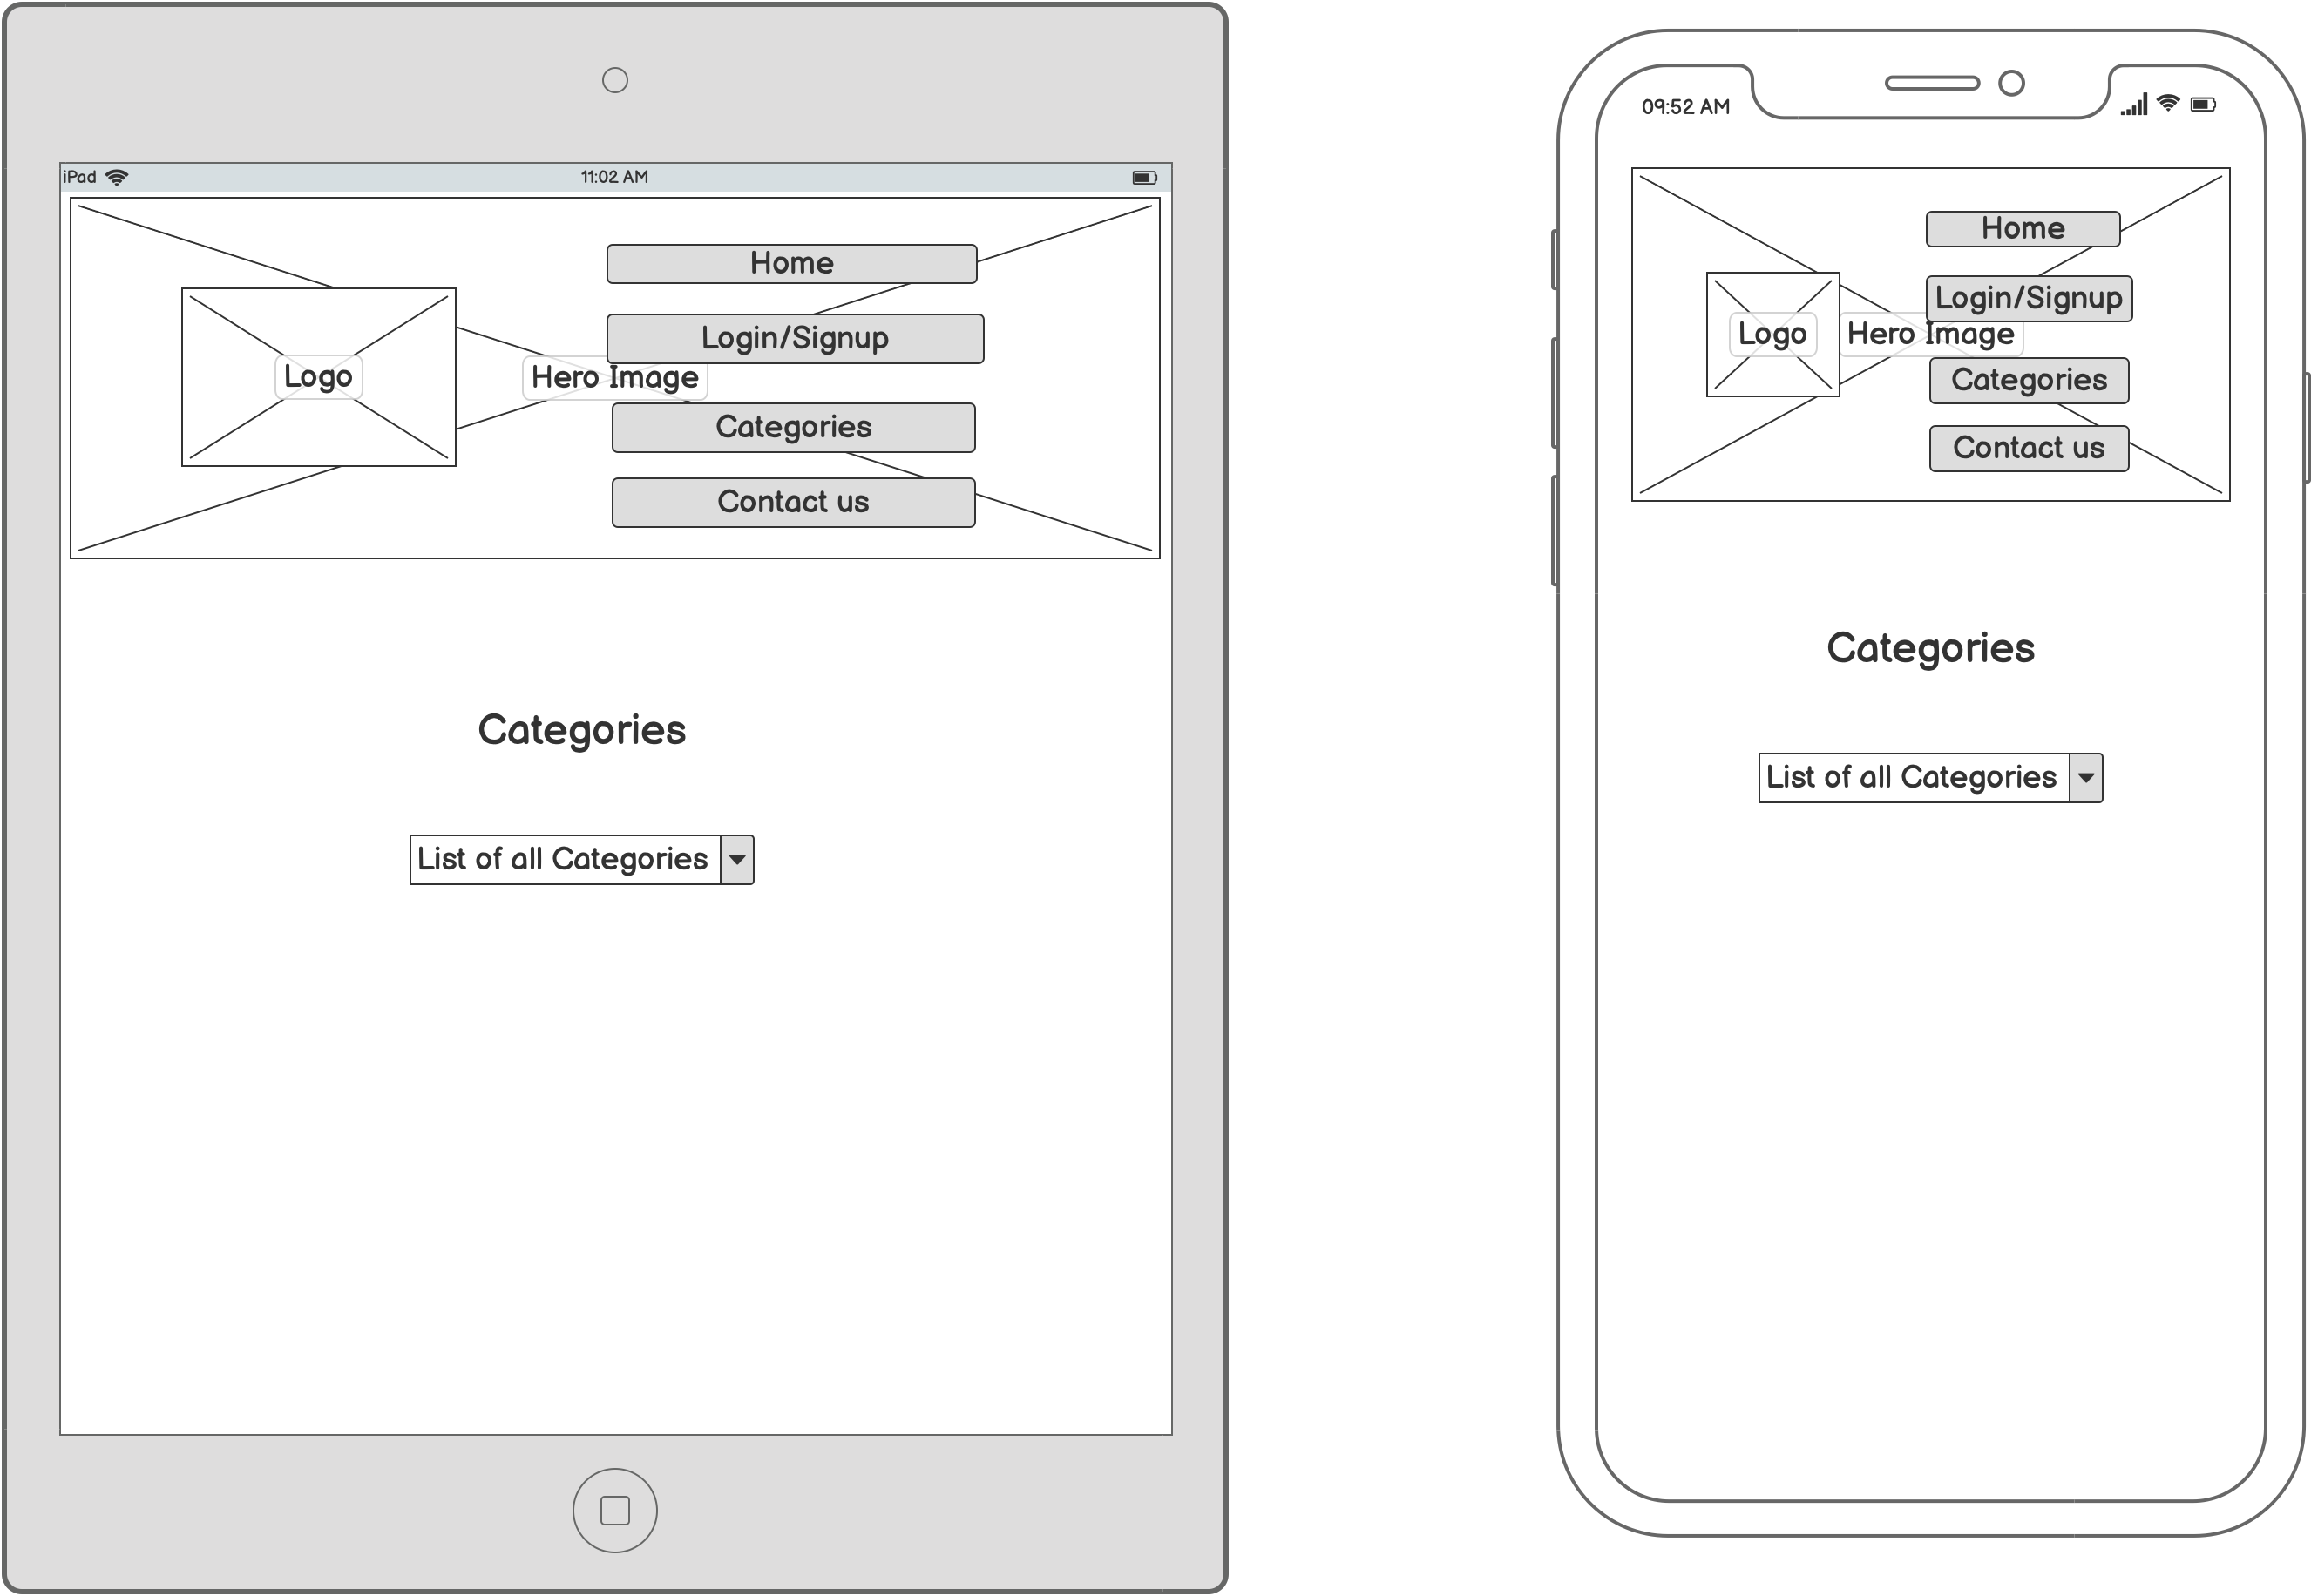 iPad
11:02 AM
Home
Login/Signup
Logo
Hero Image
Categories
Contact us
Categories
List of all Categories
09:52 AM
Home
Login/Signup
Logo
Hero Image
Categories
Contact us
Categories
List of all Categories